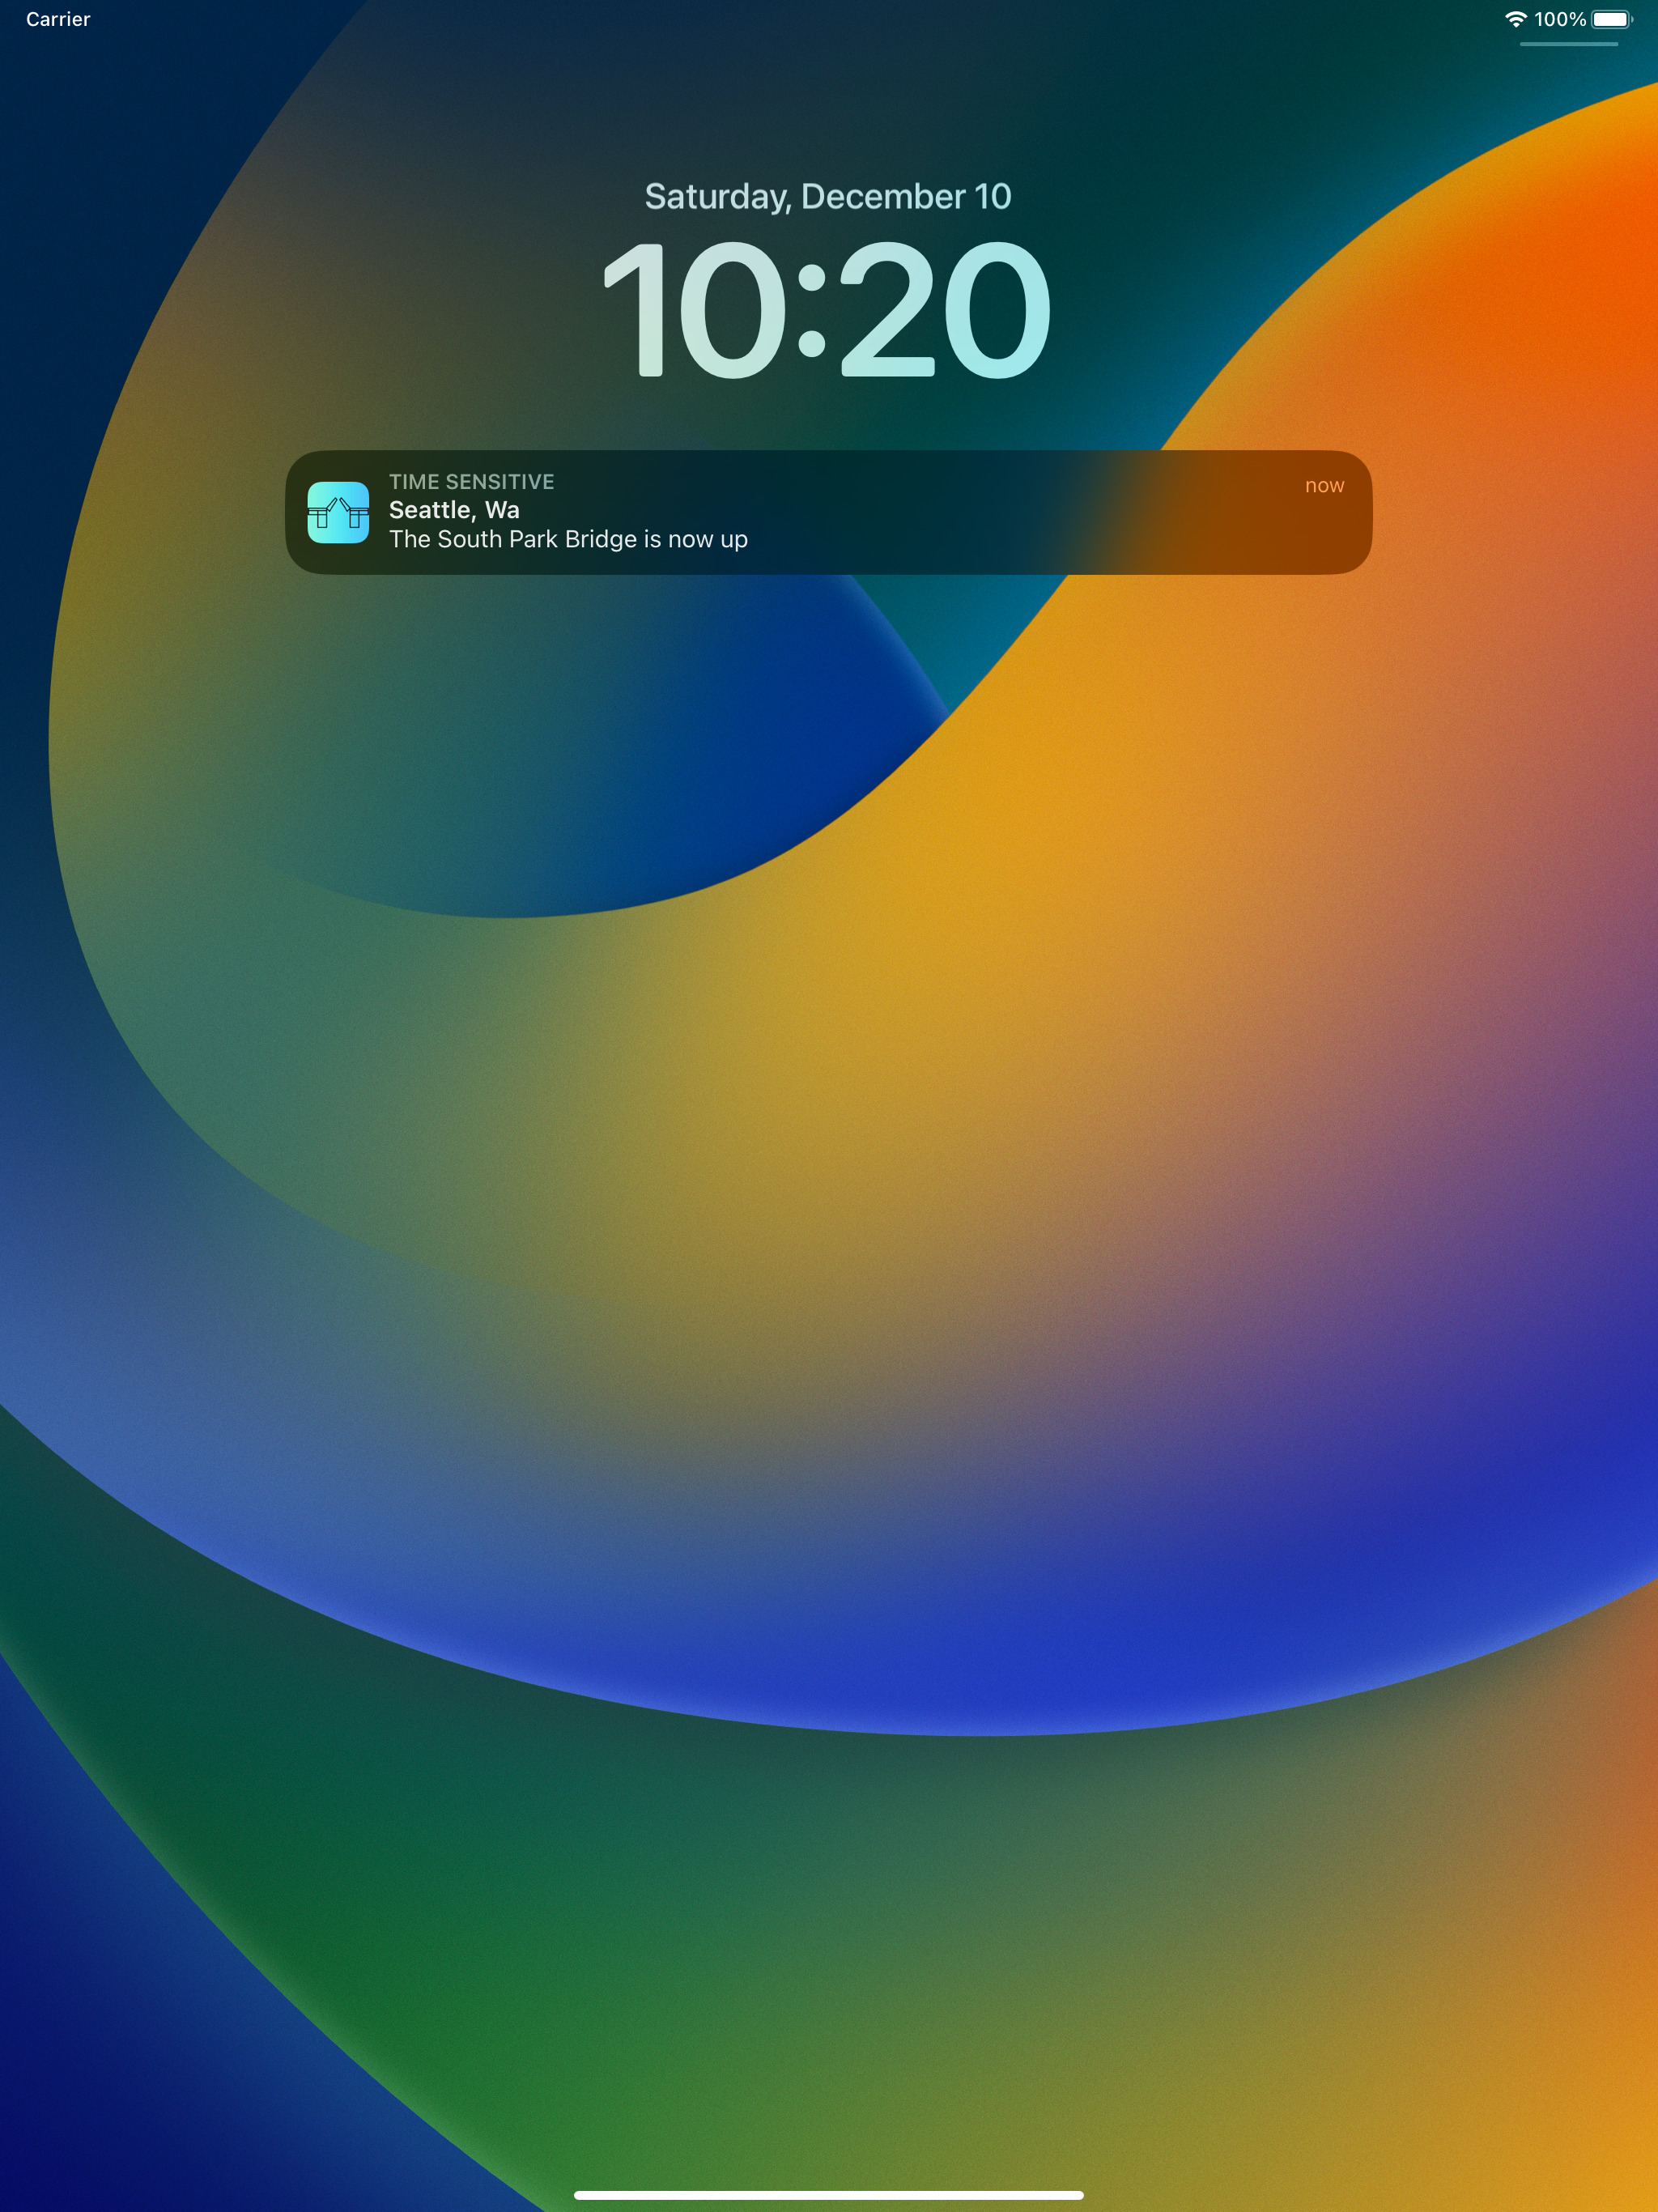 Carrier
100%
Saturday, December 10
10:20
TIME SENSITIVE
now
Seattle, Wa
The South Park Bridge is now up